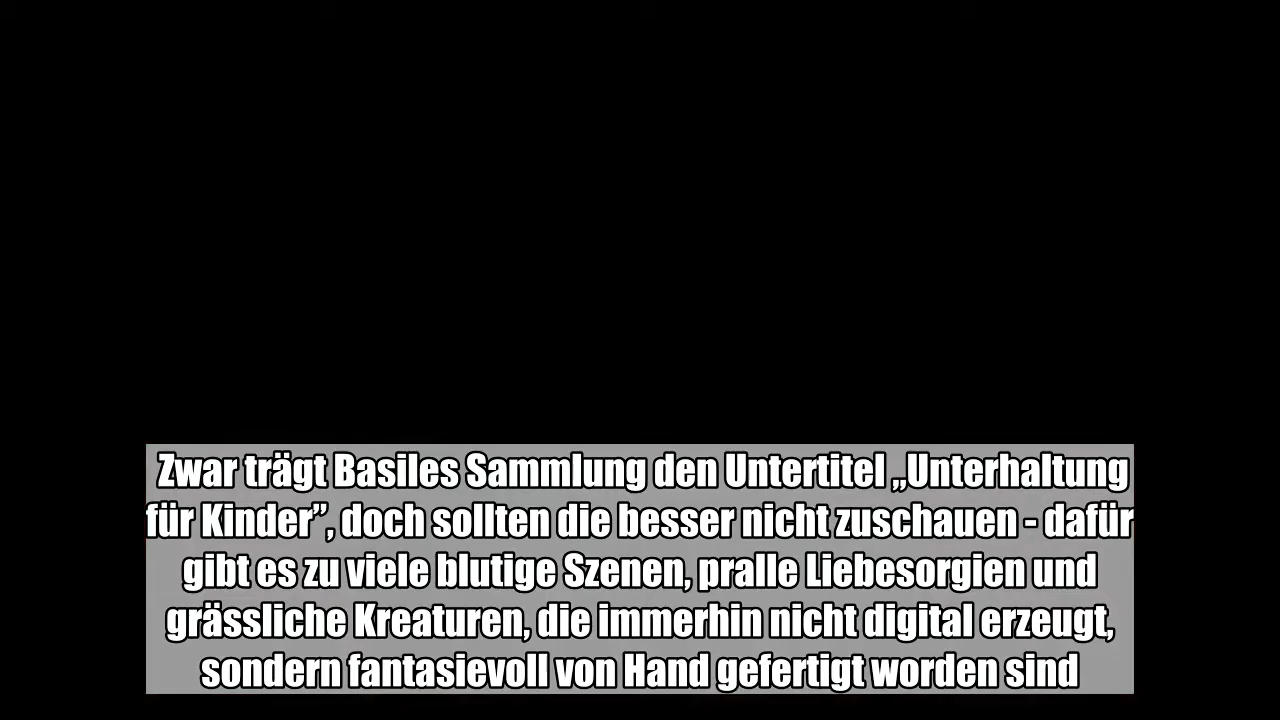 Zwar trägt Basiles Sammlung den Untertitel „Unterhaltung
für Kinder”, doch sollten die besser nicht zuschauen - dafür
gibt es zu viele blutige Szenen, pralle Liebesorgien und
grässliche Kreaturen, die immerhin nicht digital erzeugt,
sondern fantasievoll von Hand gefertigt worden sind